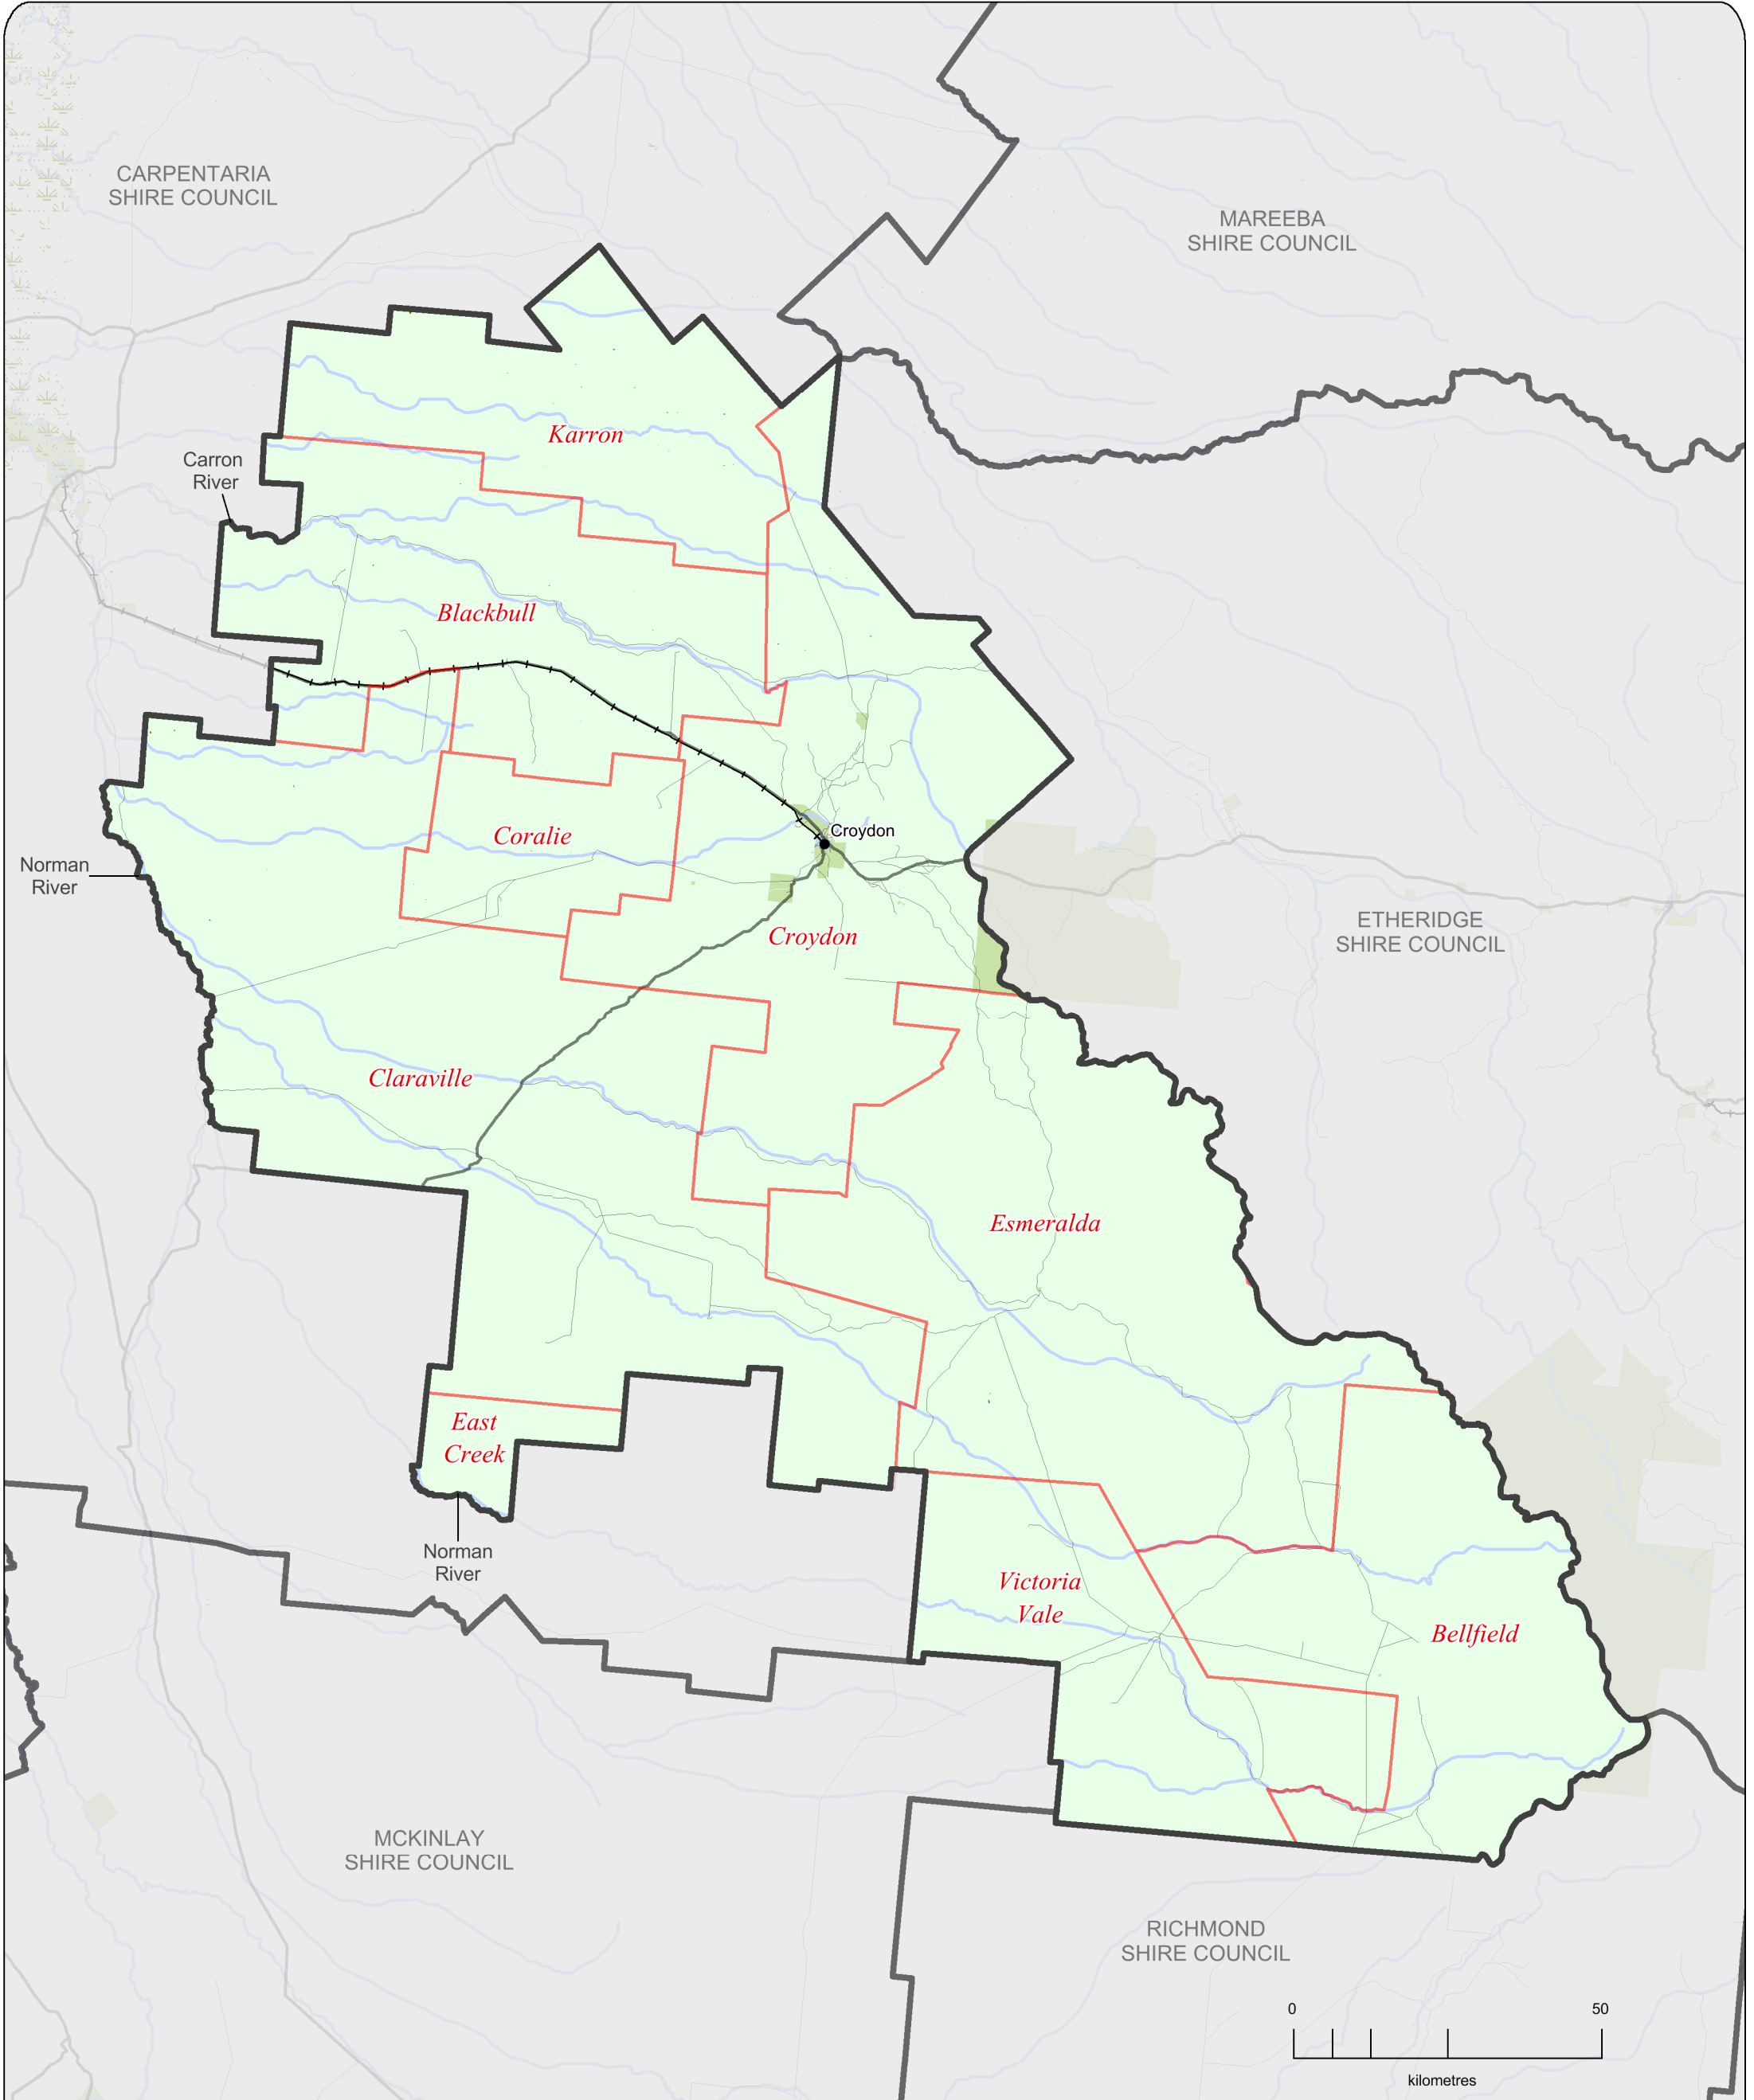 CARPENTARIA
SHIRE COUNCIL
MAREEBA
SHIRE COUNCIL
Karron
Carron
River
Blackbull
Croydon
Coralie
Norman
River
Croydon
ETHERIDGE
SHIRE COUNCIL
Claraville
Esmeralda
East
Creek
Norman
River
Victoria
Vale
Bellfield
MCKINLAY
SHIRE COUNCIL
RICHMOND
SHIRE COUNCIL
0 50
kilometres